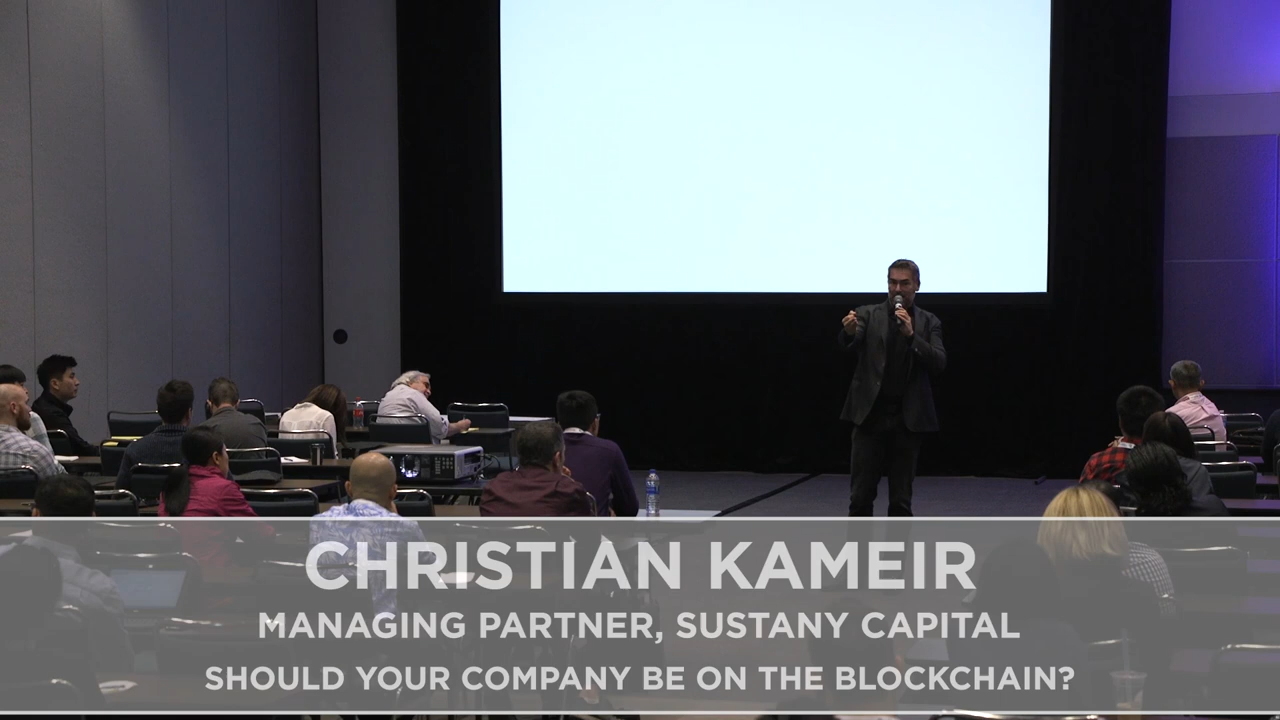 CHRISTIAN KAMEIR
MANAGING PARTNER, SUSTANY CAPITAL
SHOULD YOUR COMPANY BE ON THE BLOCKCHAIN?